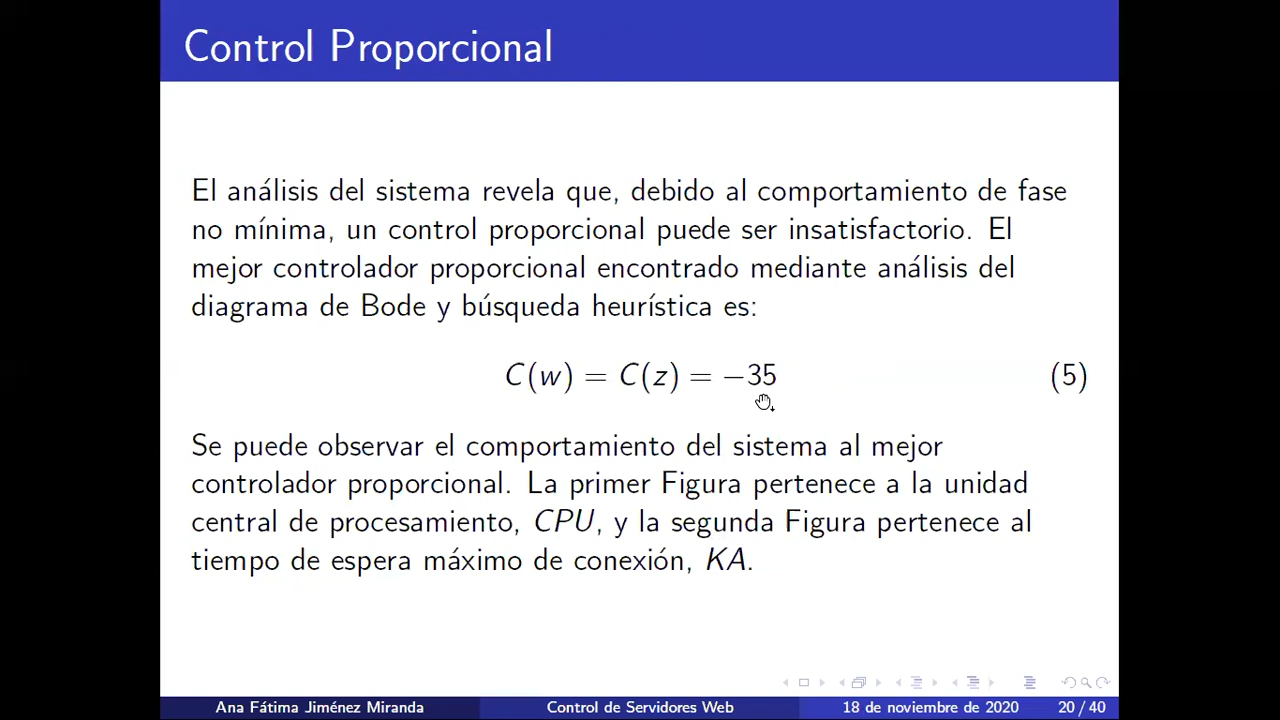 Control Proporcional
El análisis del sistema revela que, debido al comportamiento de fase
no mínima, un control proporcional puede ser insatisfactorio. El
mejor controlador proporcional encontrado mediante análisis del
diagrama de Bode y búsqueda heurística es:
C(w) = C(z) = −35 (5)
Se puede observar el comportamiento del sistema al mejor
controlador proporcional. La primer Figura pertenece a la unidad
central de procesamiento, CPU, y la segunda Figura pertenece al
tiempo de espera máximo de conexión, KA.
Ana Fátima Jiménez Miranda Control de Servidores Web 18 de noviembre de 2020 20 / 40